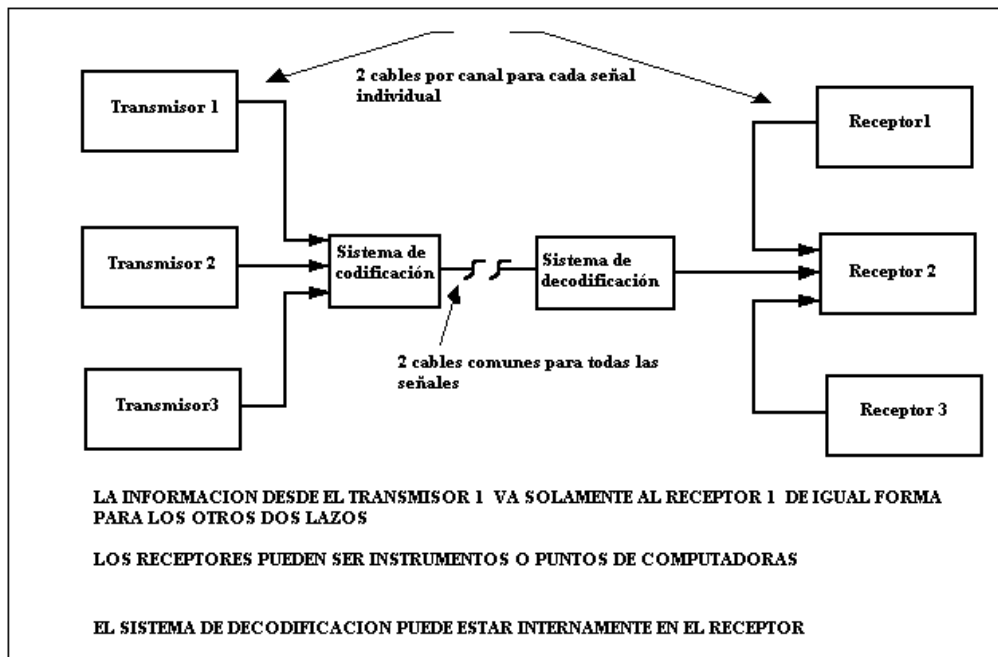 2 cables por canal para cada señal
individual
Transmisor 1
Receptor1
Transmisor 2
Sistema de
codificación
Sistema de
decodificación
Receptor 2
2 cables comunes para todas las
señales
Transmisor3
Receptor 3
LA INFORMACION DESDE EL TRANSMISOR 1 VA SOLAMENTE AL RECEPTOR 1 DE IGUAL FORMA
PARA LOS OTROS DOS LAZOS
LOS RECEPTORES PUEDEN SER INSTRUMENTOS O PUNTOS DE COMPUTADORAS
EL SISTEMA DE DECODIFICACION PUEDE ESTAR INTERNAMENTE EN EL RECEPTOR